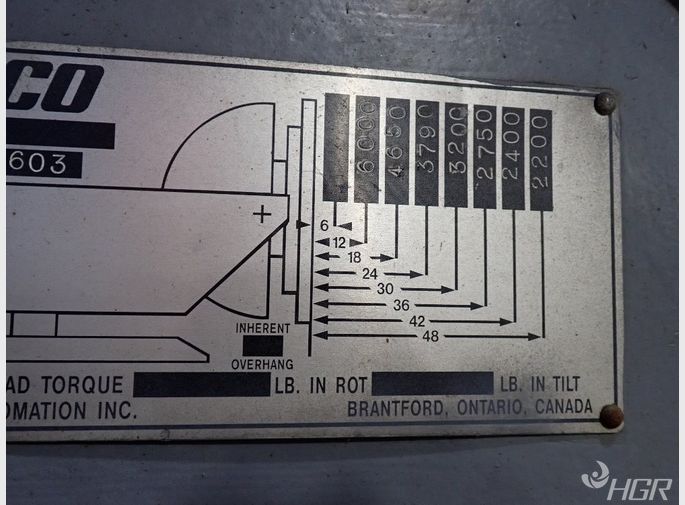 CO
603
6000
4650
3790
3200
2750
2400
2200
6
12
18
24
30
36
42
48
INHERENT
OVERHANG
AD TORQUE LB. IN ROT LB. IN TILT
OMATION INC. BRANTFORD, ONTARIO, CANADA
HGR